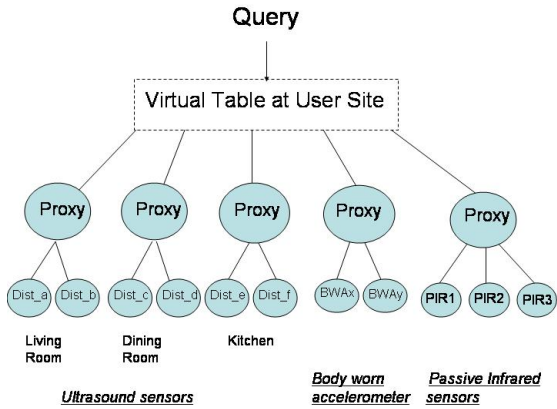 Query
Virtual Table at User Site
Proxy Proxy Proxy Proxy Proxy
Dist_a Dist_b Dist_c Dist_d Dist_e Dist_f BWAx BWAy PIR1 PIR2 PIR3
Living Room
Dining Room
Kitchen
Ultrasound sensors
Body worn accelerometer
Passive Infrared sensors